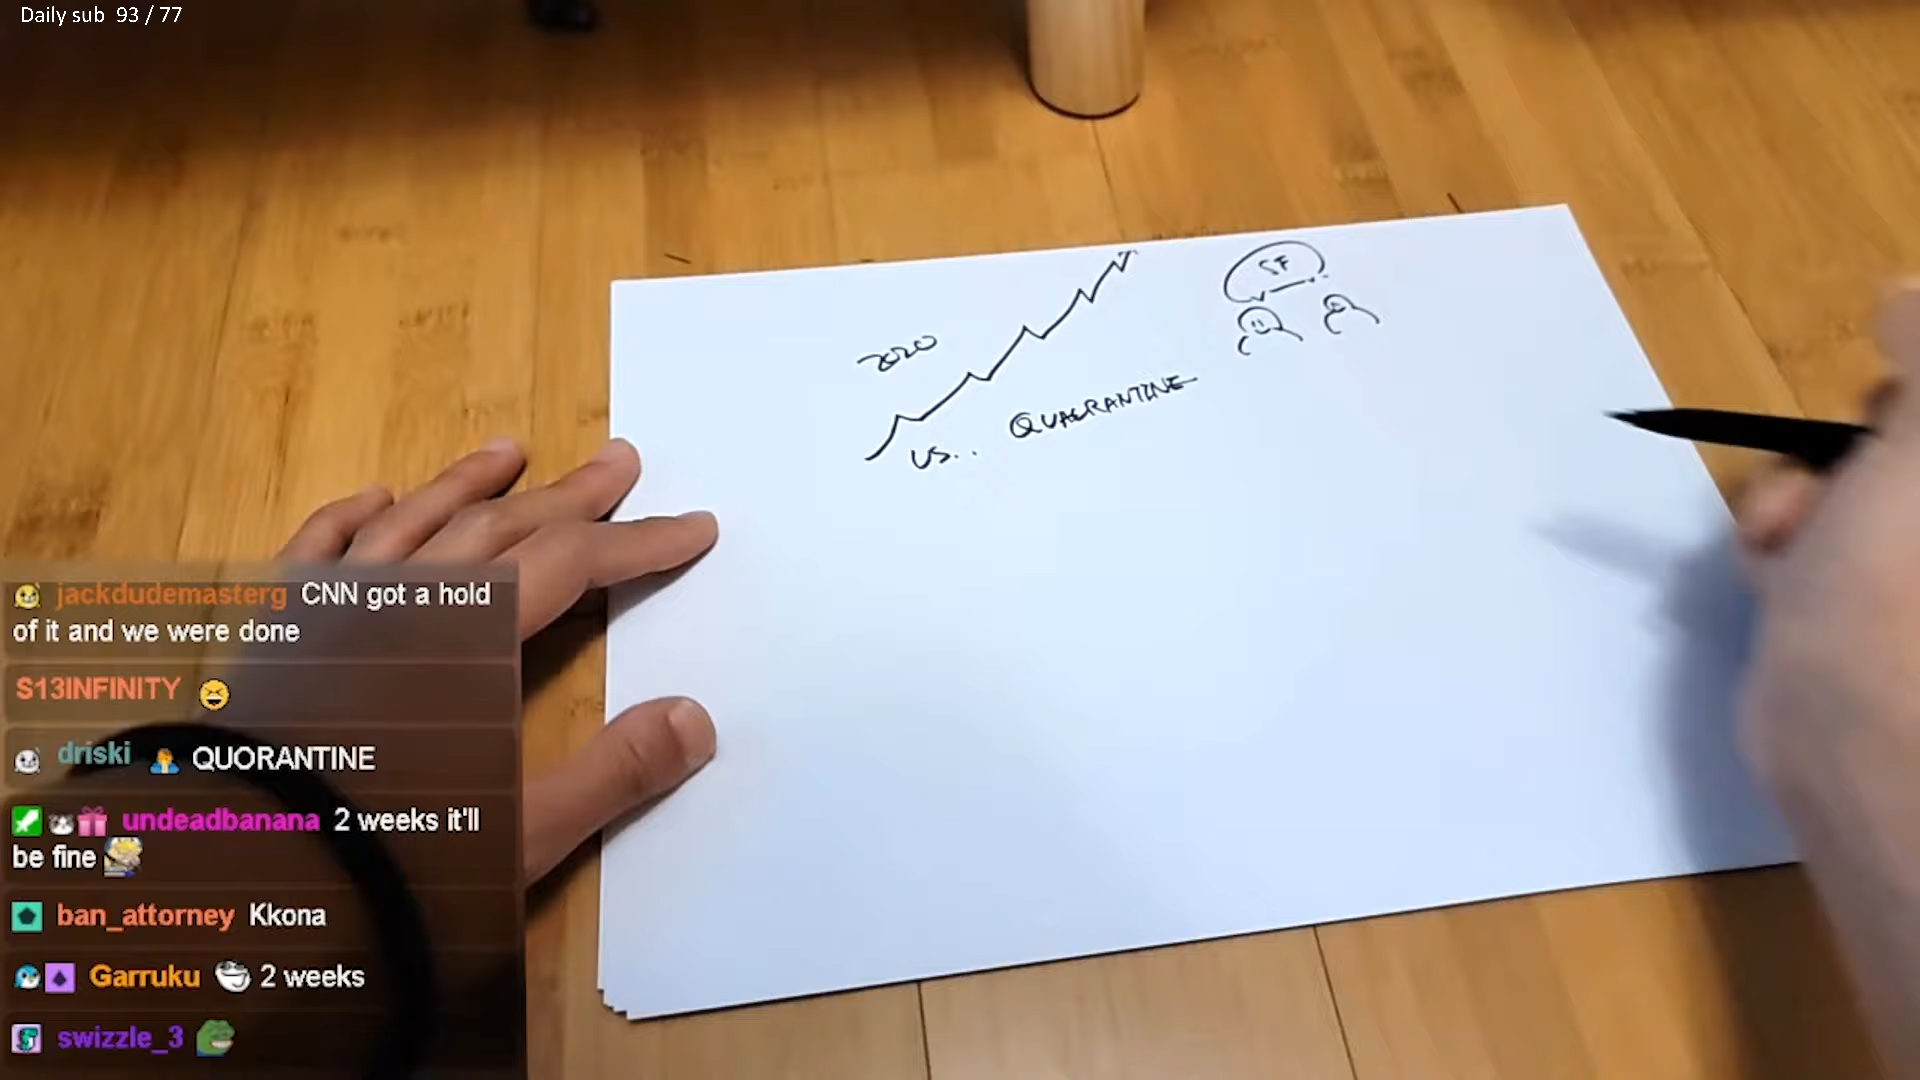 Daily sub 93 / 77
SF
2020
US.. QUARANTINE
jackdudemasterg CNN got a hold
of it and we were done
S13INFINITY
driski QUORANTINE
undeadbanana 2 weeks it'll
be fine
ban_attorney Kkona
Garruku 2 weeks
swizzle_3